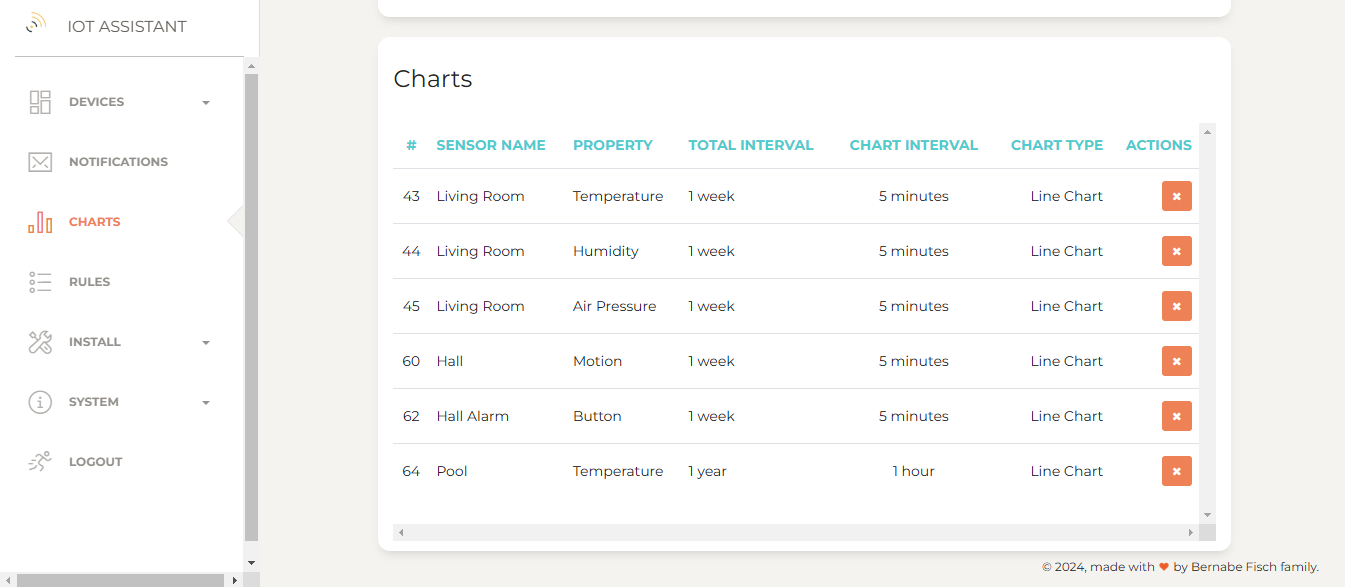 IOT ASSISTANT
DEVICES
NOTIFICATIONS
CHARTS
RULES
INSTALL
SYSTEM
LOGOUT
Charts
# SENSOR NAME PROPERTY TOTAL INTERVAL CHART INTERVAL CHART TYPE ACTIONS
43 Living Room Temperature 1 week 5 minutes Line Chart
44 Living Room Humidity 1 week 5 minutes Line Chart
45 Living Room Air Pressure 1 week 5 minutes Line Chart
60 Hall Motion 1 week 5 minutes Line Chart
62 Hall Alarm Button 1 week 5 minutes Line Chart
64 Pool Temperature 1 year 1 hour Line Chart
© 2024, made with ♥ by Bernabe Fisch family.